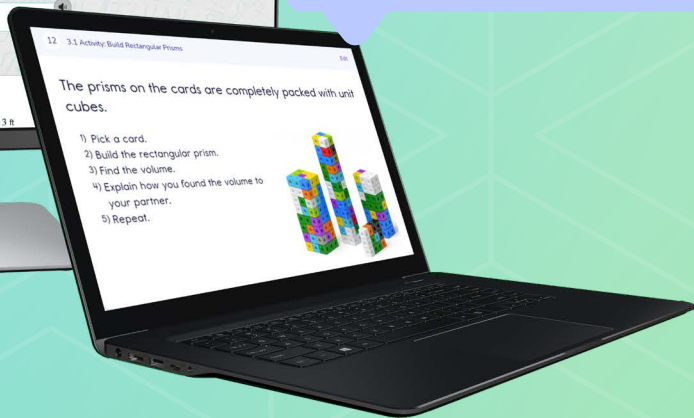 12 3.1 Activity: Build Rectangular Prisms
Edit
The prisms on the cards are completely packed with unit
cubes.
1) Pick a card.
2) Build the rectangular prism.
3) Find the volume.
4) Explain how you found the volume to
your partner.
5) Repeat.
3 ft